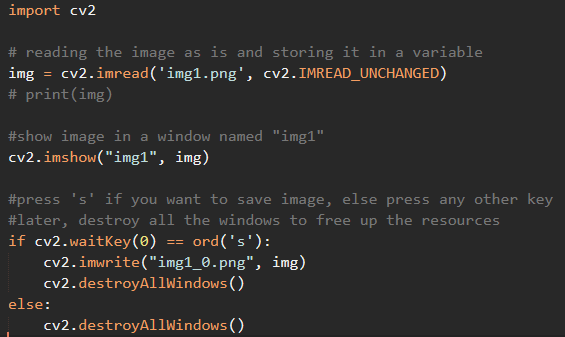 import cv2
# reading the image as is and storing it in a variable
img = cv2.imread('img1.png', cv2.IMREAD_UNCHANGED)
# print(img)
#show image in a window named "img1"
cv2.imshow("img1", img)
#press 's' if you want to save image, else press any other key
#later, destroy all the windows to free up the resources
if cv2.waitKey(0) == ord('s'):
    cv2.imwrite("img1_0.png", img)
    cv2.destroyAllWindows()
else:
    cv2.destroyAllWindows()